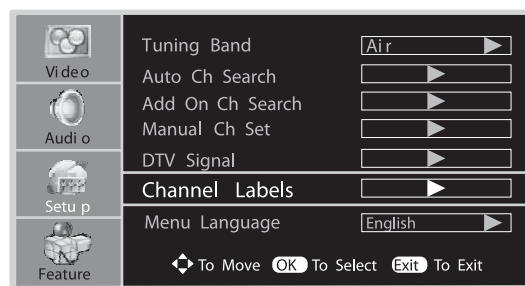 Video
Audio
Setup
Feature
Tuning Band Air
Auto Ch Search
Add On Ch Search
Manual Ch Set
DTV Signal
Channel Labels
Menu Language English
To Move OK To Select Exit To Exit